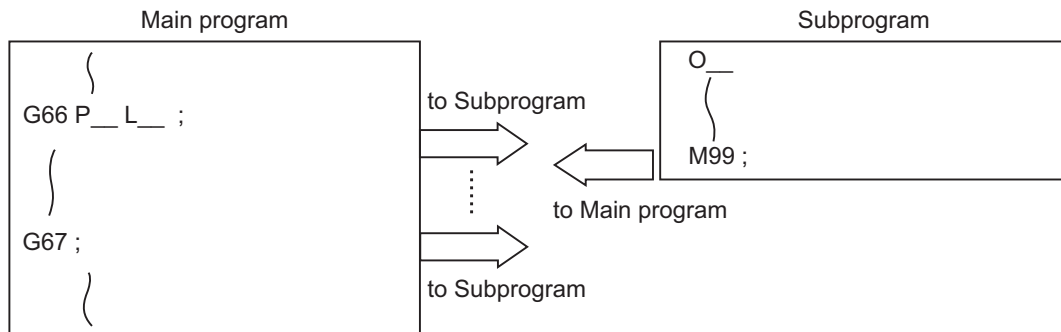 Main program
G66 P__ L__ ;
G67 ;
to Subprogram
to Main program
to Subprogram
Subprogram
O__
M99 ;